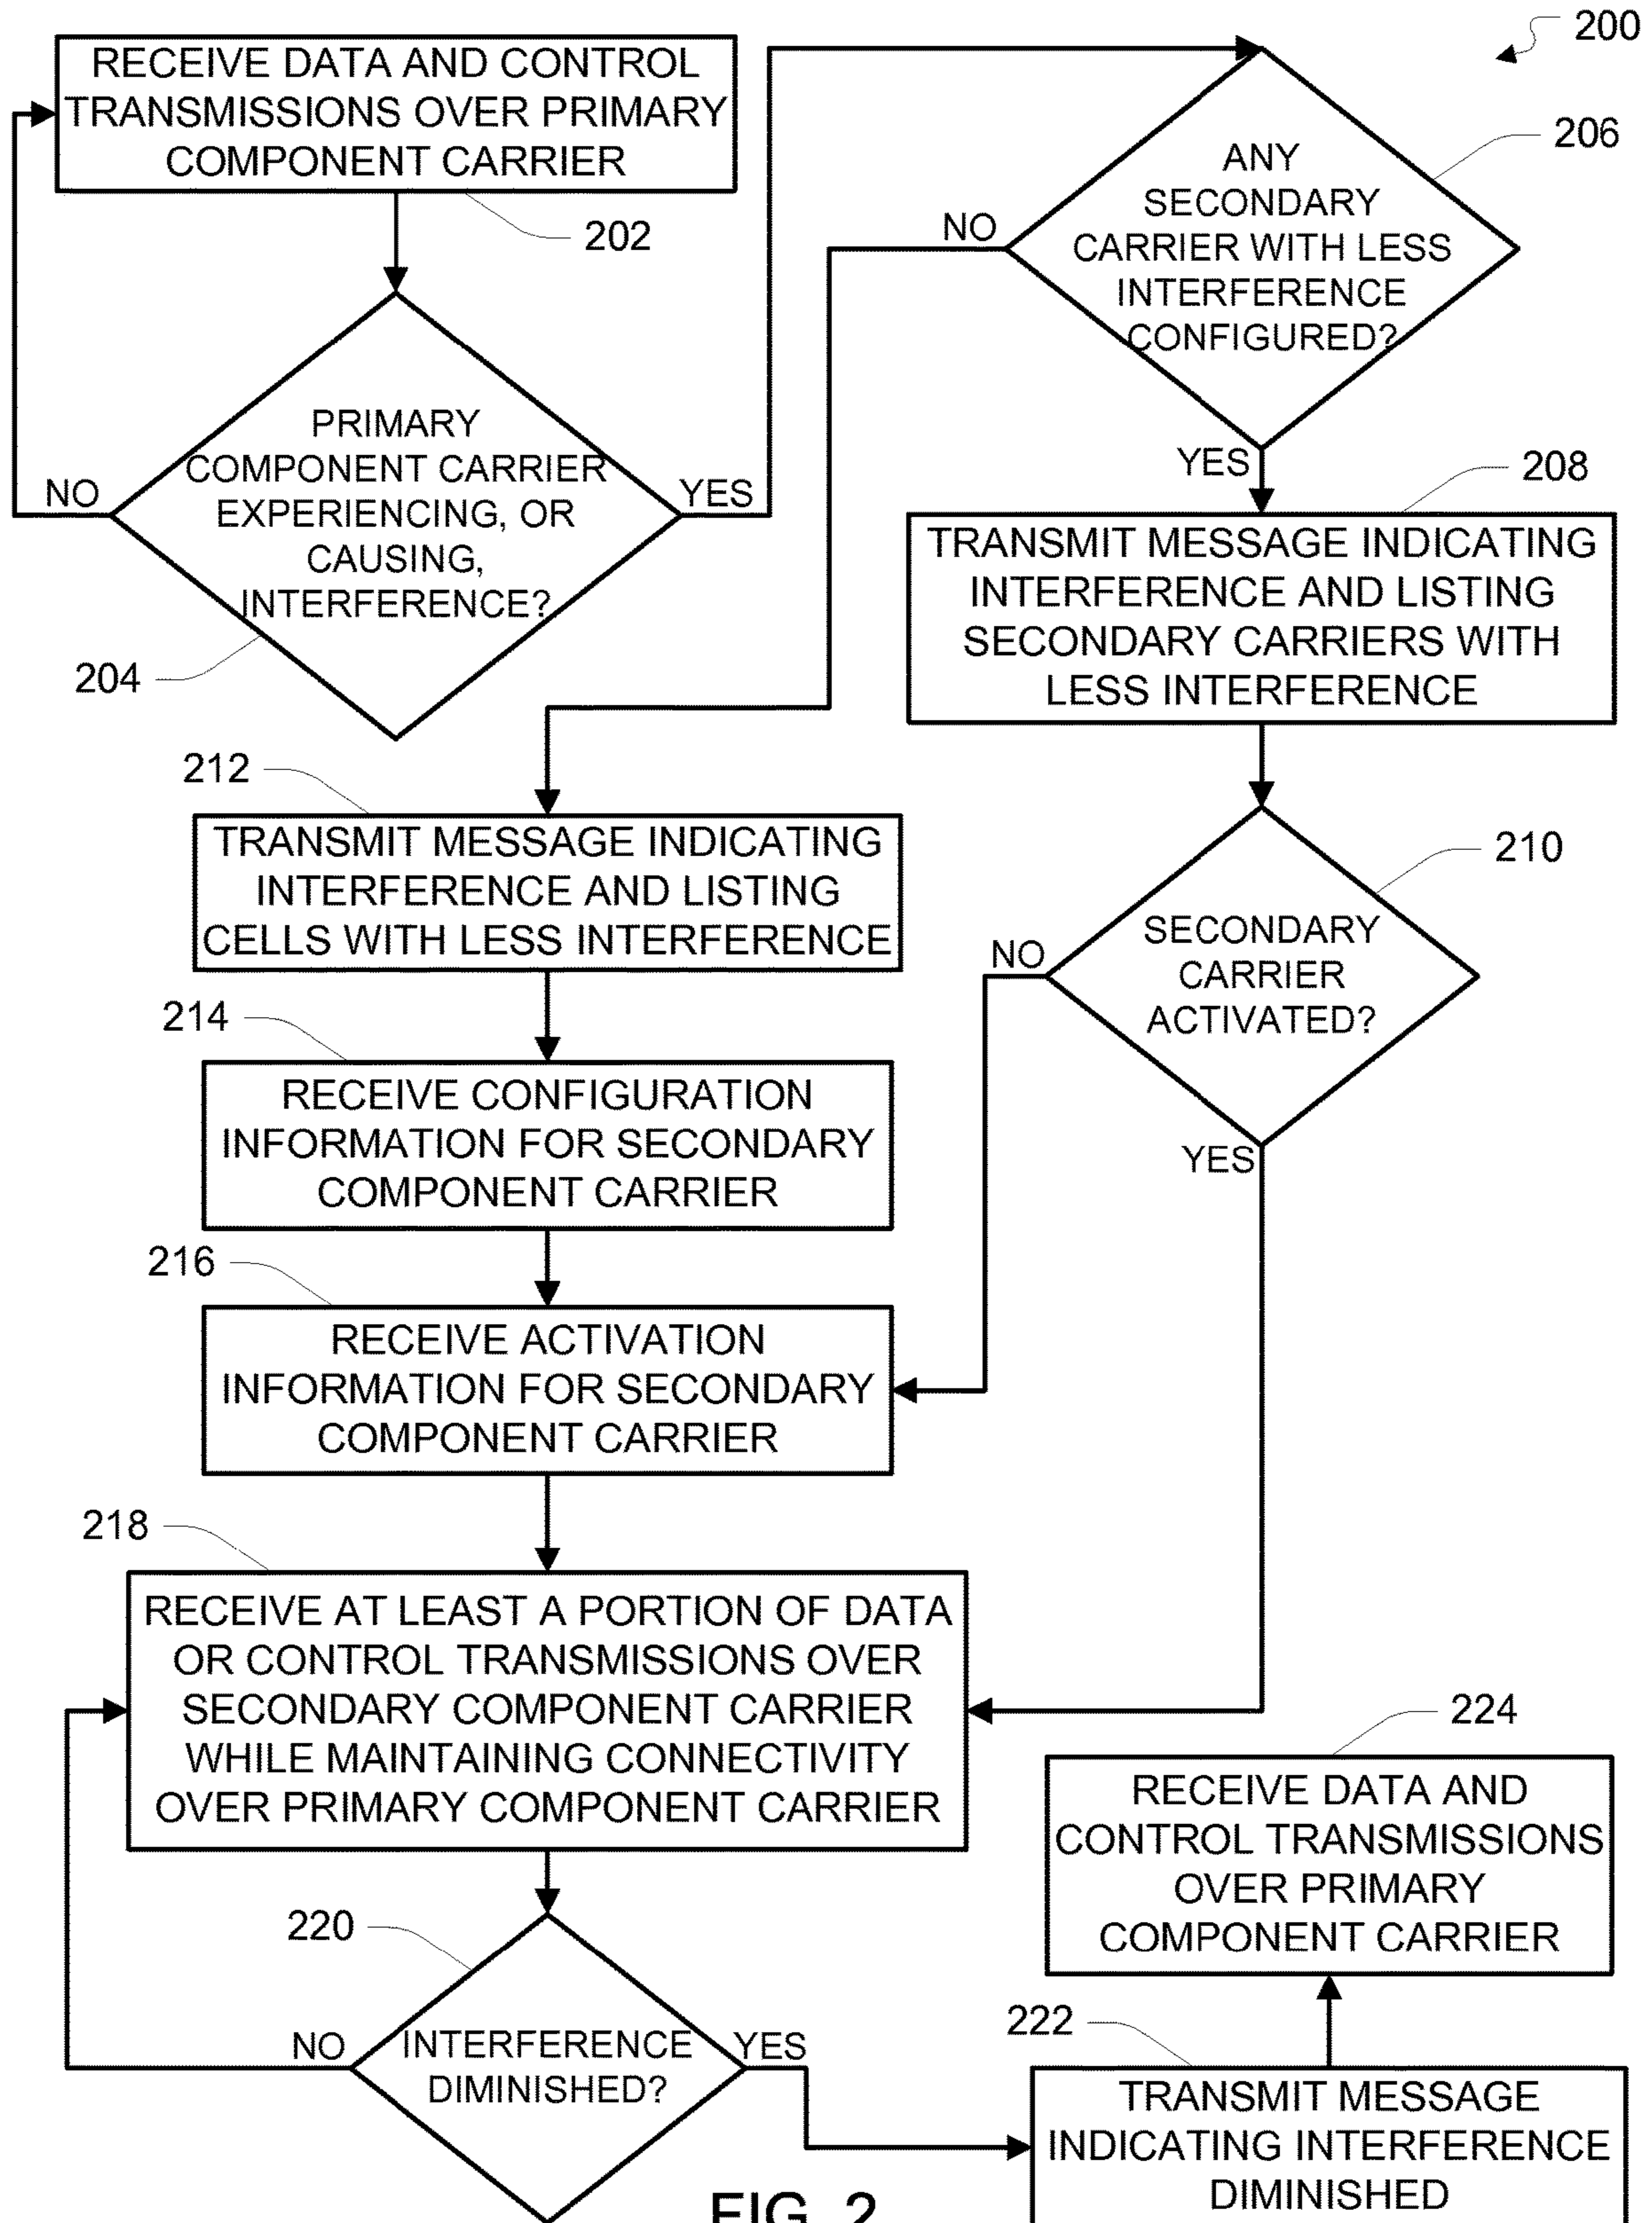 200
RECEIVE DATA AND CONTROL
TRANSMISSIONS OVER PRIMARY
COMPONENT CARRIER
202
PRIMARY
COMPONENT CARRIER
EXPERIENCING, OR
CAUSING,
INTERFERENCE?
NO
YES
204
ANY
SECONDARY
CARRIER WITH LESS
INTERFERENCE
CONFIGURED?
206
NO
YES
208
TRANSMIT MESSAGE INDICATING
INTERFERENCE AND LISTING
SECONDARY CARRIERS WITH
LESS INTERFERENCE
210
SECONDARY
CARRIER
ACTIVATED?
NO
YES
212
TRANSMIT MESSAGE INDICATING
INTERFERENCE AND LISTING
CELLS WITH LESS INTERFERENCE
214
RECEIVE CONFIGURATION
INFORMATION FOR SECONDARY
COMPONENT CARRIER
216
RECEIVE ACTIVATION
INFORMATION FOR SECONDARY
COMPONENT CARRIER
218
RECEIVE AT LEAST A PORTION OF DATA
OR CONTROL TRANSMISSIONS OVER
SECONDARY COMPONENT CARRIER
WHILE MAINTAINING CONNECTIVITY
OVER PRIMARY COMPONENT CARRIER
220
INTERFERENCE
DIMINISHED?
NO
YES
222
TRANSMIT MESSAGE
INDICATING INTERFERENCE
DIMINISHED
224
RECEIVE DATA AND
CONTROL TRANSMISSIONS
OVER PRIMARY
COMPONENT CARRIER
FIG. 2